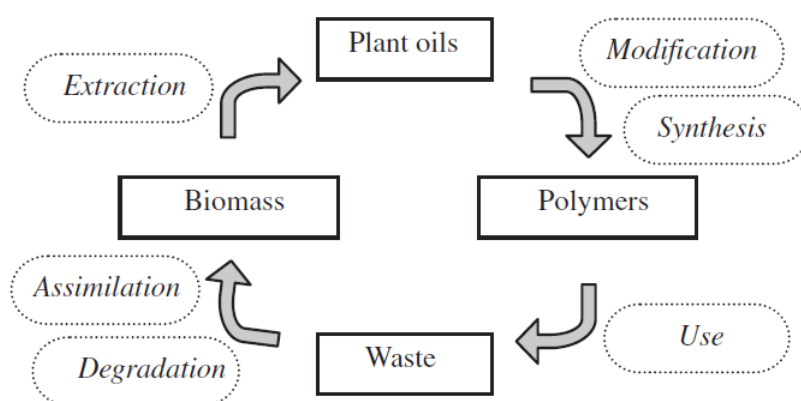 Plant oils
Modification
Extraction
Synthesis
Biomass
Polymers
Assimilation
Use
Waste
Degradation